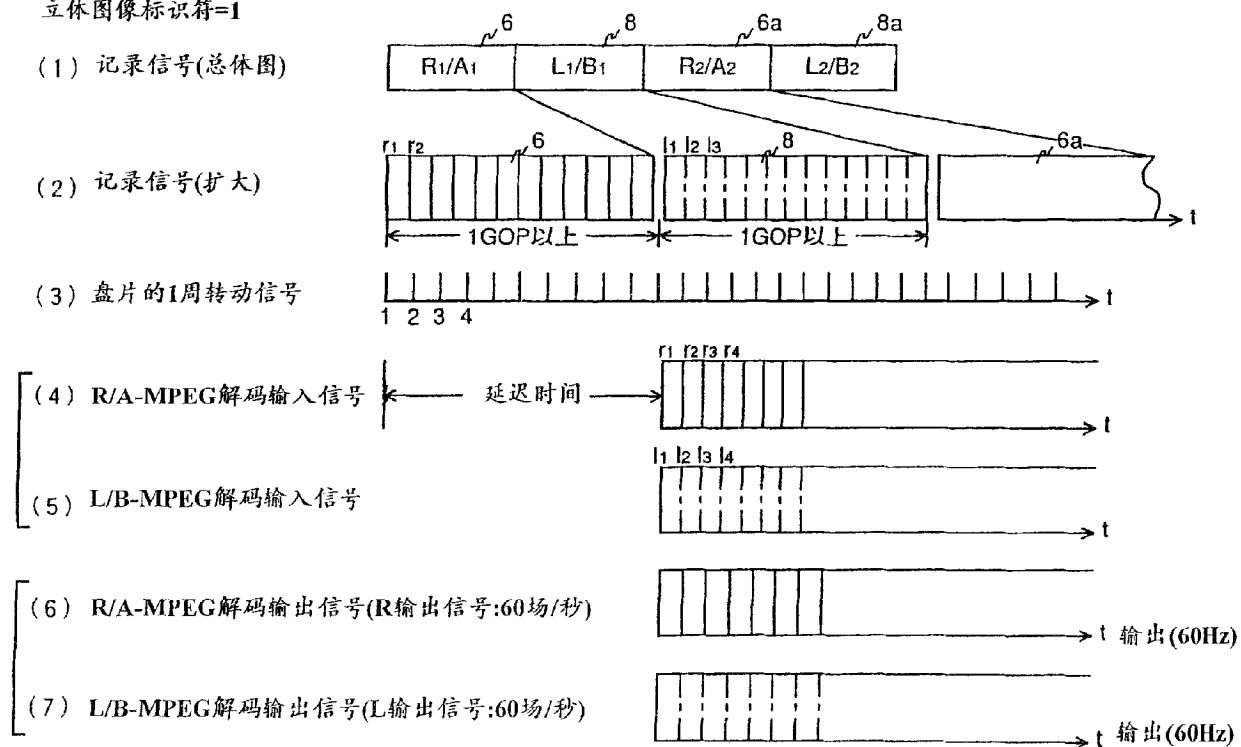 立体图像标识符=1
6 8 6a 8a
(1) 记录信号(总体图) R1/A1 L1/B1 R2/A2 L2/B2
r1 r2 6 l1 l2 l3 8 6a
(2) 记录信号(扩大) t
1GOP以上 1GOP以上
(3) 盘片的1周转动信号 t
1 2 3 4
r1 r2 r3 r4
(4) R/A-MPEG解码输入信号 延迟时间 t
l1 l2 l3 l4
(5) L/B-MPEG解码输入信号 t
(6) R/A-MPEG解码输出信号(R输出信号:60场/秒) t 输出(60Hz)
(7) L/B-MPEG解码输出信号(L输出信号:60场/秒) t 输出(60Hz)